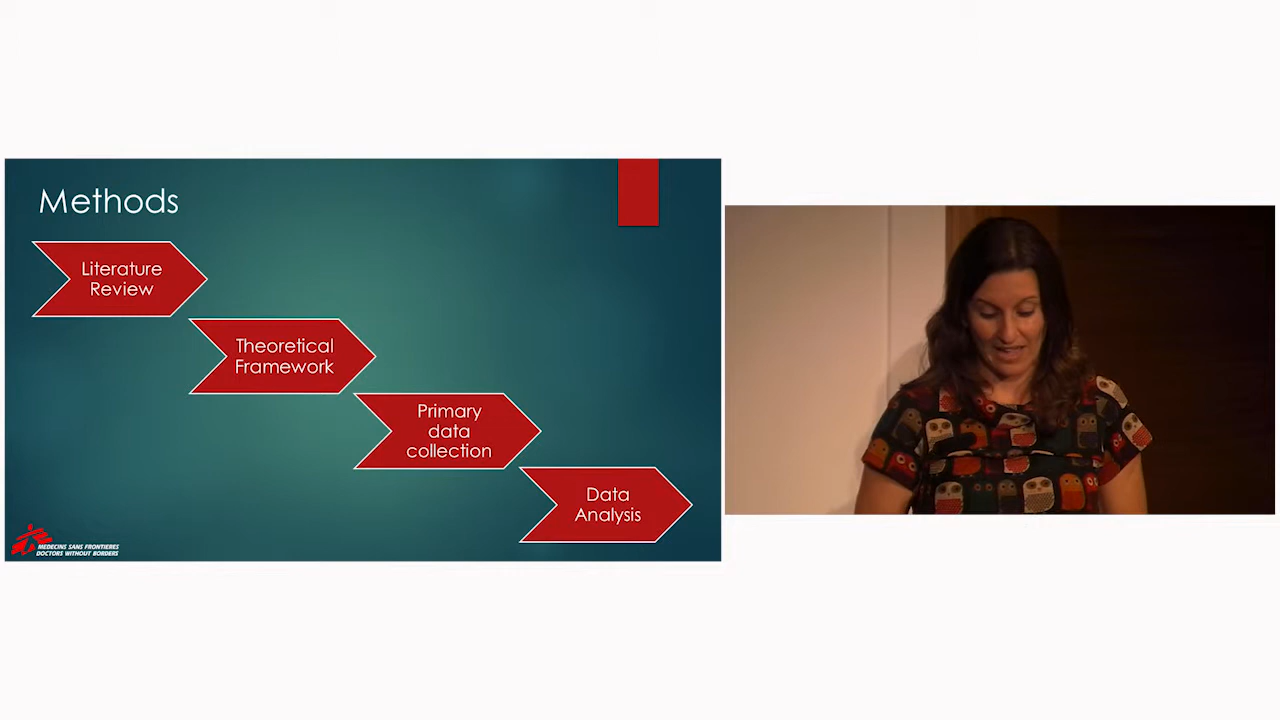 Methods
Literature
Review
Theoretical
Framework
Primary
data
collection
Data
Analysis
MEDECINS SANS FRONTIERES
DOCTORS WITHOUT BORDERS